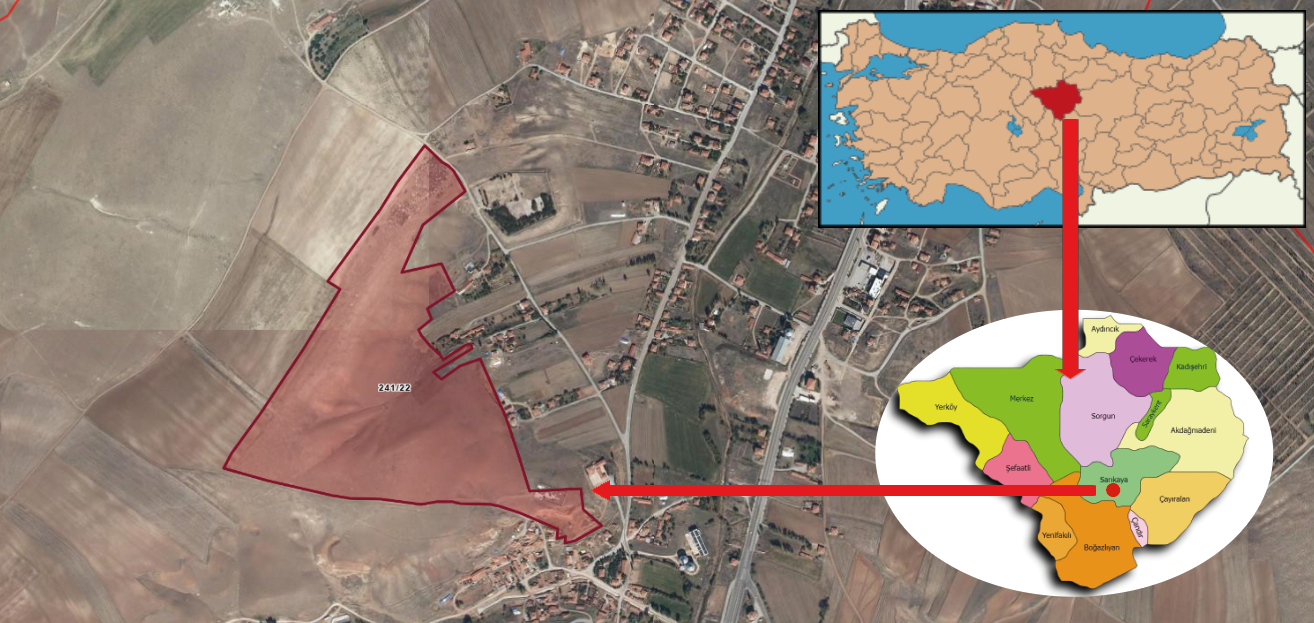 241/22
Aydıncık
Çekerek
Kadışehri
Merkez
Yerköy
Sorgun
Saraykent
Akdağmadeni
Şefaatli
Sarıkaya
Çayıralan
Çandır
Yenifakılı
Boğazlıyan